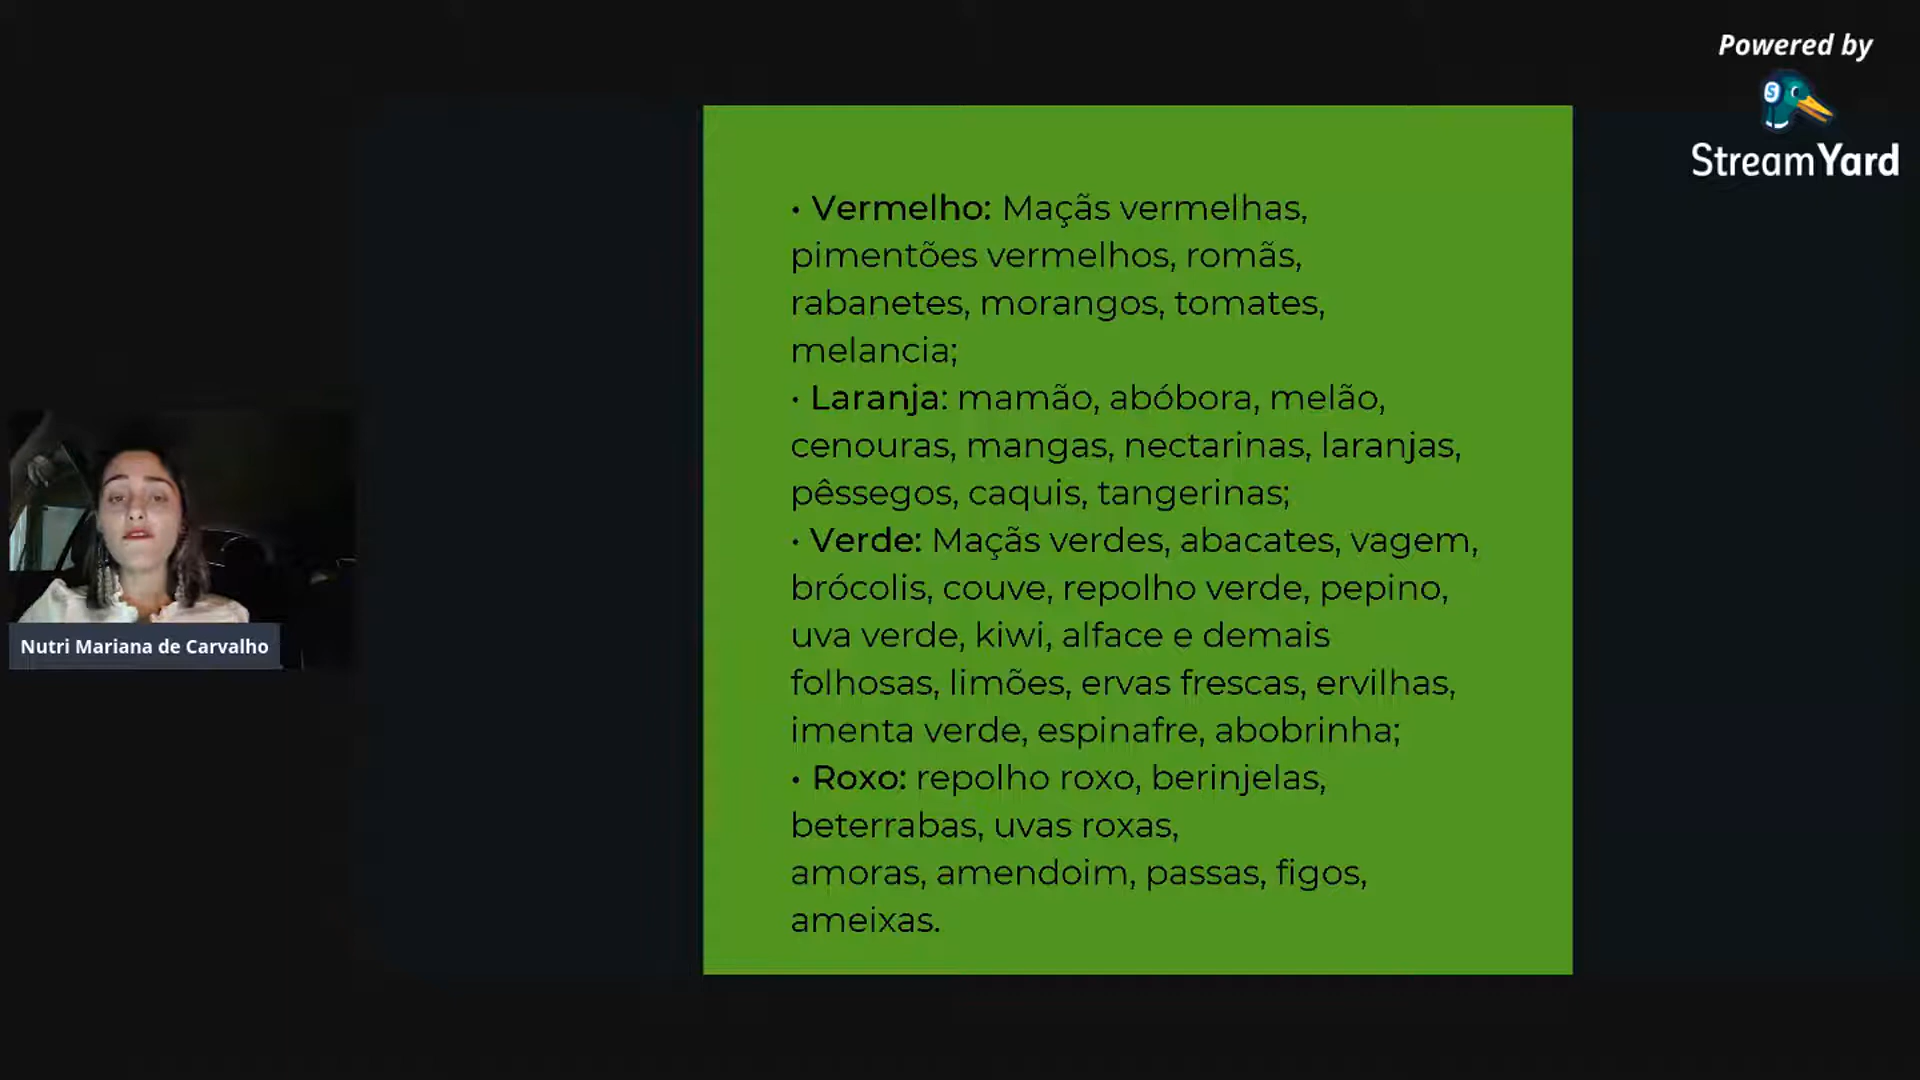 Powered by
StreamYard
• Vermelho: Maçãs vermelhas,
pimentões vermelhos, romãs,
rabanetes, morangos, tomates,
melancia;
• Laranja: mamão, abóbora, melão,
cenouras, mangas, nectarinas, laranjas,
pêssegos, caquis, tangerinas;
• Verde: Maçãs verdes, abacates, vagem,
brócolis, couve, repolho verde, pepino,
uva verde, kiwi, alface e demais
folhosas, limões, ervas frescas, ervilhas,
imenta verde, espinafre, abobrinha;
• Roxo: repolho roxo, berinjelas,
beterrabas, uvas roxas,
amoras, amendoim, passas, figos,
ameixas.
Nutri Mariana de Carvalho